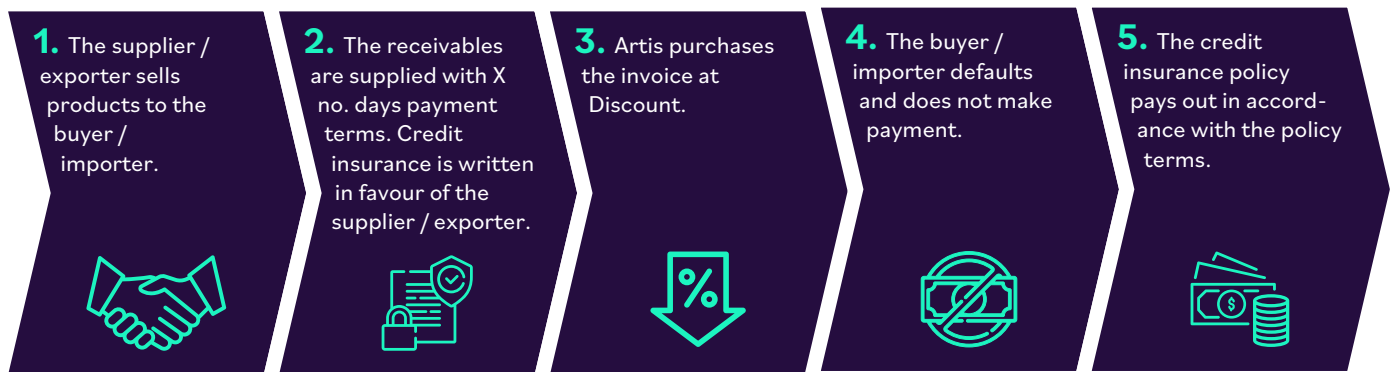 1. The supplier /
exporter sells
products to the
buyer /
importer.
2. The receivables
are supplied with X
no. days payment
terms. Credit
insurance is written
in favour of the
supplier / exporter.
3. Artis purchases
the invoice at
Discount.
%
4. The buyer /
importer defaults
and does not make
payment.
5. The credit
insurance policy
pays out in accord-
ance with the policy
terms.
$